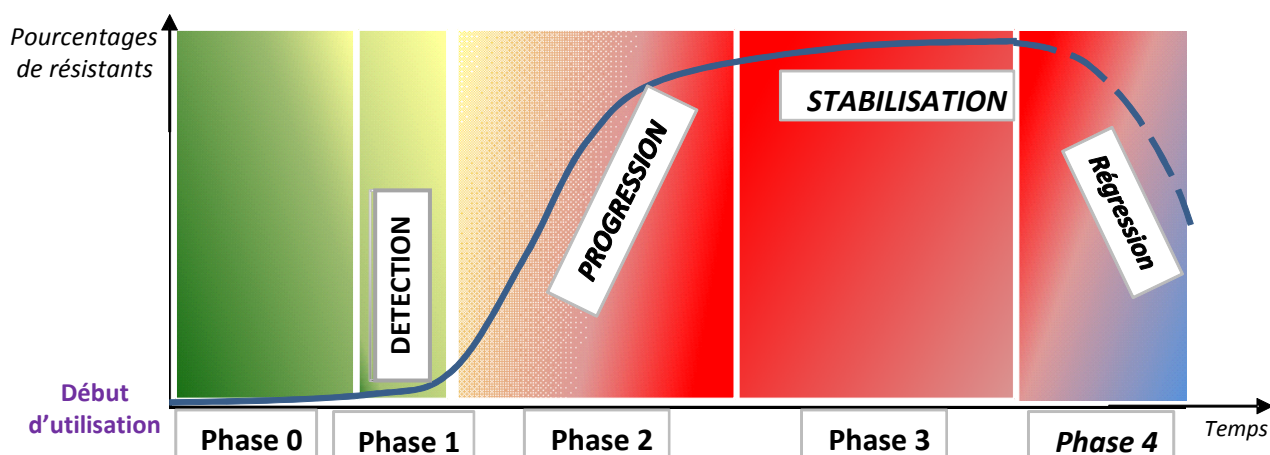 Pourcentages
de résistants
DETECTION
PROGRESSION
STABILISATION
Régression
Début
d'utilisation
Phase 0
Phase 1
Phase 2
Phase 3
Phase 4
Temps